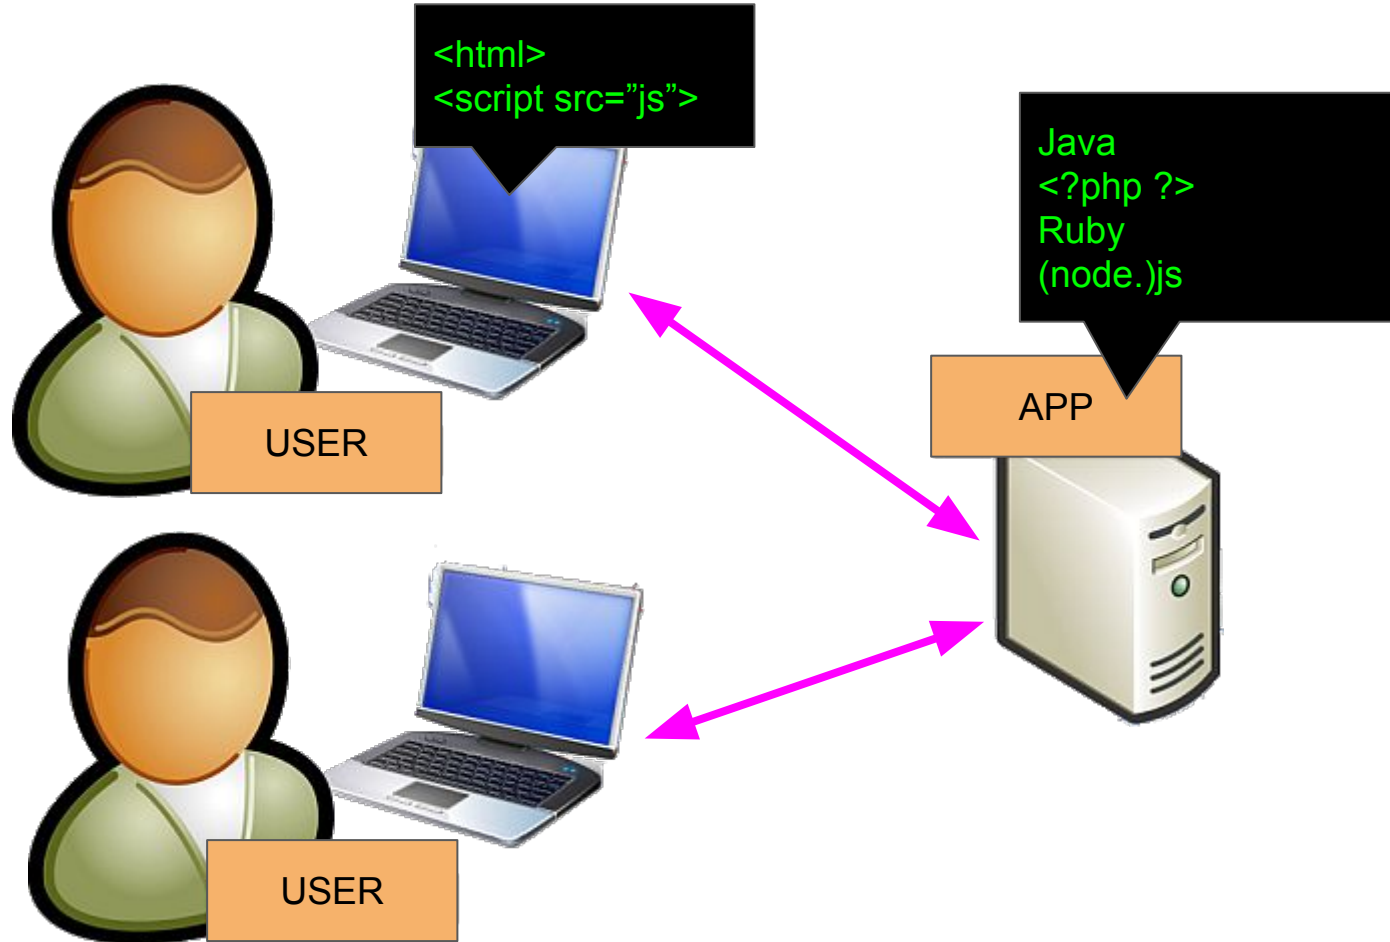 <html>
<script src=”js”>
Java
<?php ?>
Ruby
(node.)js
APP
USER
USER